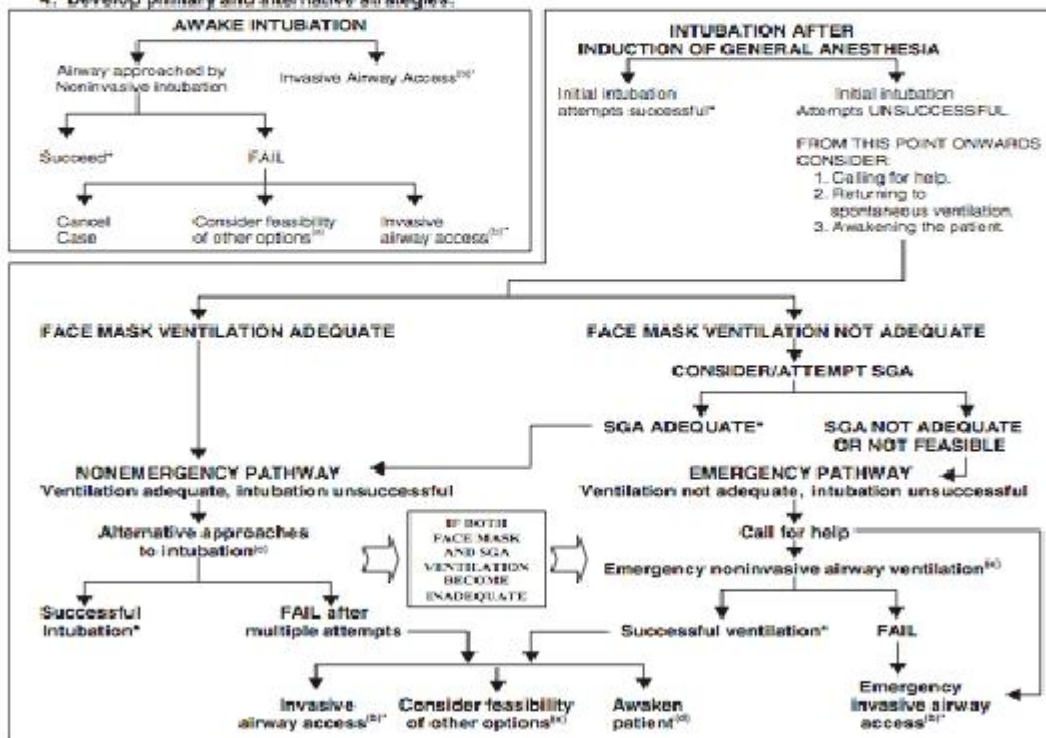 4. Develop primary and alternative strategies:
AWAKE INTUBATION
Airway approached by
Noninvasive intubation
Invasive Airway Access(b)*
Succeed*
FAIL
Cancel
Case
Consider feasibility
of other options(a)
Invasive
airway access(b)*
INTUBATION AFTER
INDUCTION OF GENERAL ANESTHESIA
Initial intubation
attempts successful*
Initial intubation
Attempts UNSUCCESSFUL
FROM THIS POINT ONWARDS
CONSIDER:
1. Calling for help.
2. Returning to
spontaneous ventilation.
3. Awakening the patient.
FACE MASK VENTILATION ADEQUATE
FACE MASK VENTILATION NOT ADEQUATE
CONSIDER/ATTEMPT SGA
SGA ADEQUATE*
SGA NOT ADEQUATE
OR NOT FEASIBLE
NONEMERGENCY PATHWAY
Ventilation adequate, intubation unsuccessful
EMERGENCY PATHWAY
Ventilation not adequate, intubation unsuccessful
Alternative approaches
to intubation(c)
IF BOTH
FACE MASK
AND SGA
VENTILATION
BECOME
INADEQUATE
Call for help
Emergency noninvasive airway ventilation(e)
Successful
Intubation*
FAIL after
multiple attempts
Successful ventilation*
FAIL
Invasive
airway access(b)*
Consider feasibility
of other options(a)
Awaken
patient(d)
Emergency
invasive airway
access(b)*